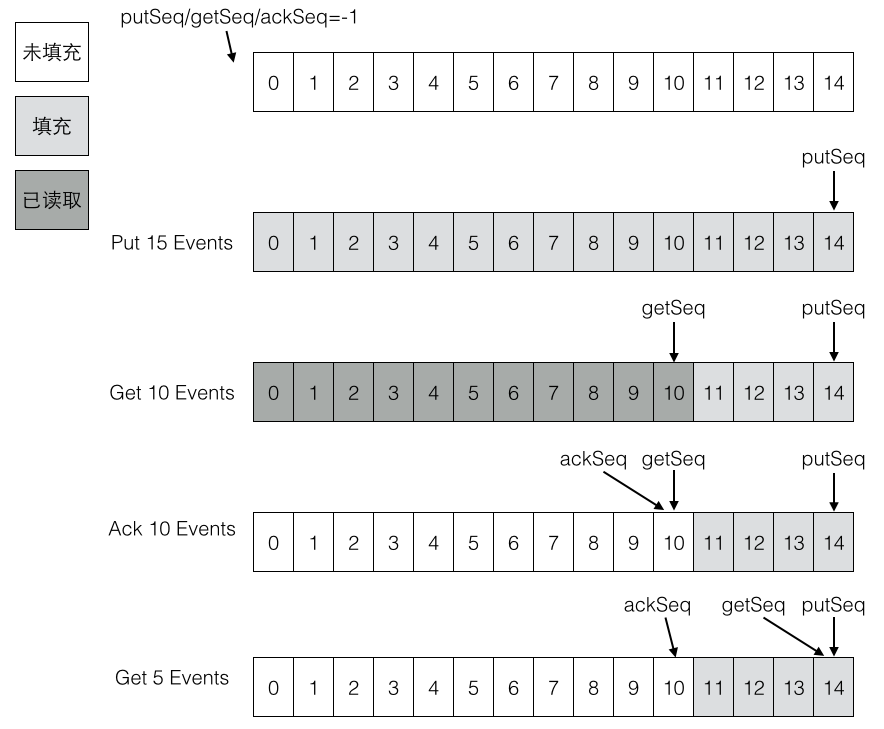 putSeq/getSeq/ackSeq=-1
未填充
0 1 2 3 4 5 6 7 8 9 10 11 12 13 14
填充
putSeq
已读取
Put 15 Events
0 1 2 3 4 5 6 7 8 9 10 11 12 13 14
getSeq putSeq
Get 10 Events
0 1 2 3 4 5 6 7 8 9 10 11 12 13 14
ackSeq getSeq putSeq
Ack 10 Events
0 1 2 3 4 5 6 7 8 9 10 11 12 13 14
ackSeq getSeq putSeq
Get 5 Events
0 1 2 3 4 5 6 7 8 9 10 11 12 13 14